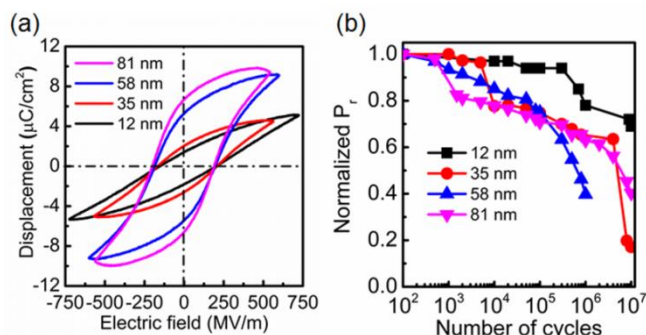 (a)
Displacement (μC/cm²)
12
8
4
0
-4
-8
-12
81 nm
58 nm
35 nm
12 nm
-750 -500 -250 0 250 500 750
Electric field (MV/m)
(b)
Normalized Pᵣ
1.0
0.8
0.6
0.4
0.2
0.0
12 nm
35 nm
58 nm
81 nm
10² 10³ 10⁴ 10⁵ 10⁶ 10⁷
Number of cycles